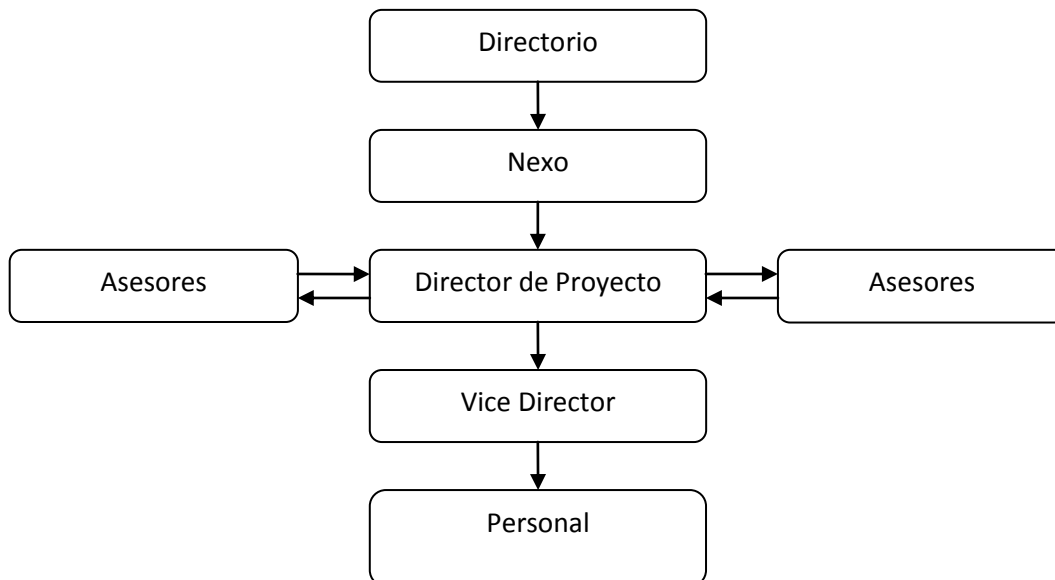 Directorio
Nexo
Asesores
Director de Proyecto
Asesores
Vice Director
Personal